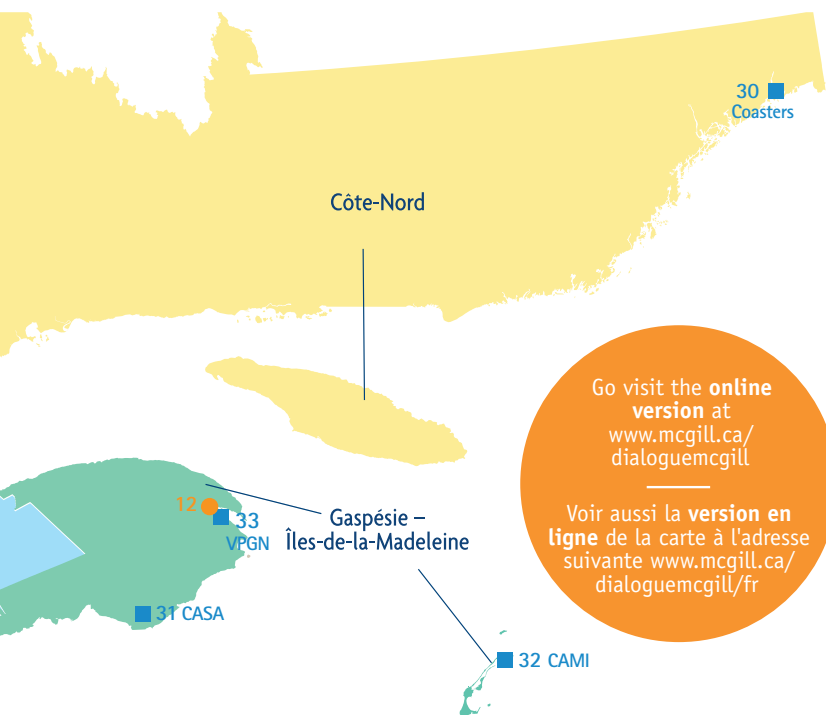 30
Coasters
Côte-Nord
Go visit the online
version at
www.mcgill.ca/
dialoguemcgill
Voir aussi la version en
ligne de la carte à l'adresse
suivante www.mcgill.ca/
dialoguemcgill/fr
12
33
VPGN
Gaspésie –
Îles-de-la-Madeleine
31 CASA
32 CAMI